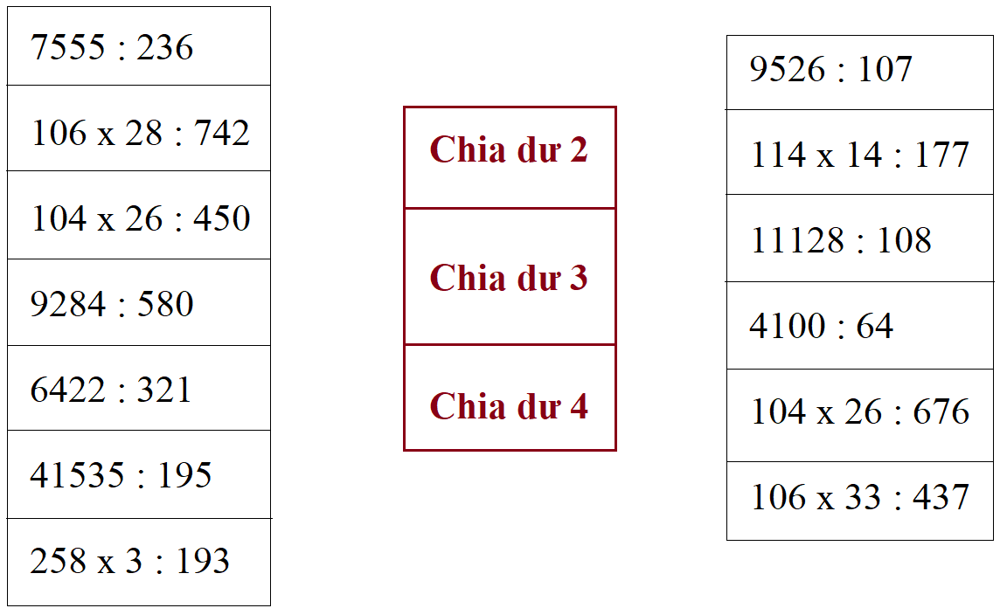 7555 : 236
106 x 28 : 742
104 x 26 : 450
9284 : 580
6422 : 321
41535 : 195
258 x 3 : 193
Chia dư 2
Chia dư 3
Chia dư 4
9526 : 107
114 x 14 : 177
11128 : 108
4100 : 64
104 x 26 : 676
106 x 33 : 437